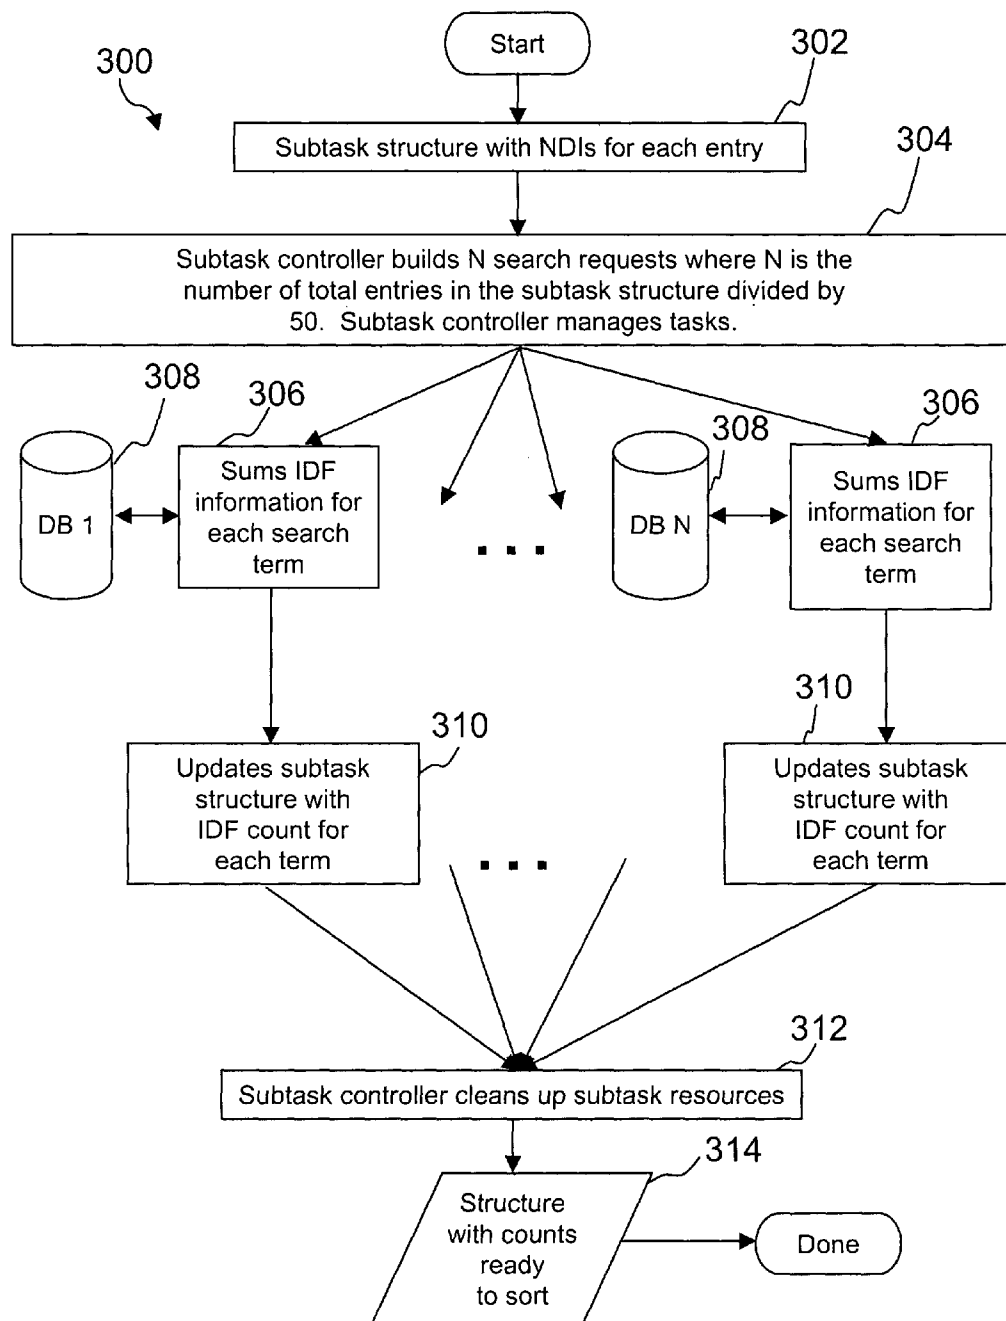 Start
302
300
Subtask structure with NDIs for each entry
304
Subtask controller builds N search requests where N is the
number of total entries in the subtask structure divided by
50. Subtask controller manages tasks.
308
306
DB 1
Sums IDF
information for
each search
term
...
308
306
DB N
Sums IDF
information for
each search
term
310
Updates subtask
structure with
IDF count for
each term
...
310
Updates subtask
structure with
IDF count for
each term
312
Subtask controller cleans up subtask resources
314
Structure
with counts
ready
to sort
Done